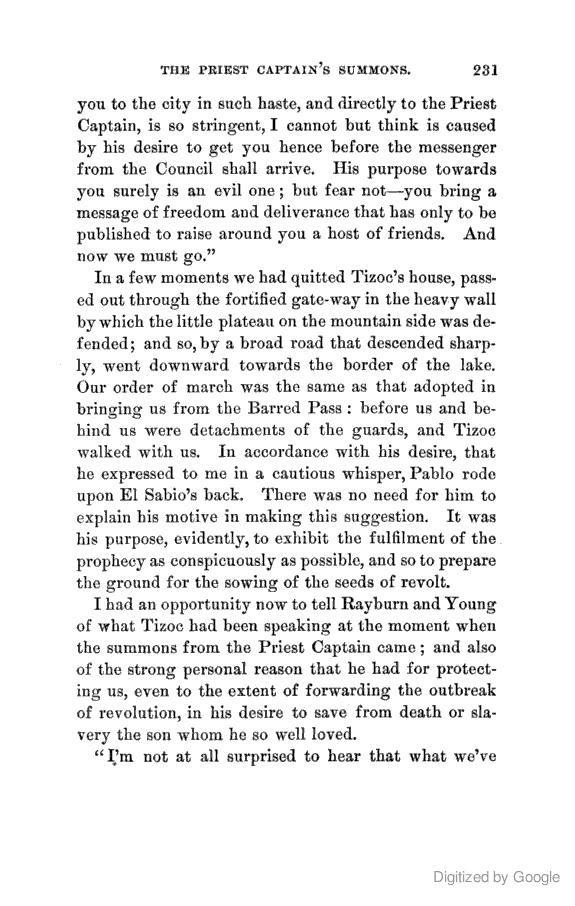 THE PRIEST CAPTAIN'S SUMMONS. 231
you to the city in such haste, and directly to the Priest
Captain, is so stringent, I cannot but think is caused
by his desire to get you hence before the messenger
from the Council shall arrive. His purpose towards
you surely is an evil one; but fear not—you bring a
message of freedom and deliverance that has only to be
published to raise around you a host of friends. And
now we must go.”
In a few moments we had quitted Tizoc's house, pass-
ed out through the fortified gate-way in the heavy wall
by which the little plateau on the mountain side was de-
fended; and so, by a broad road that descended sharp-
ly, went downward towards the border of the lake.
Our order of march was the same as that adopted in
bringing us from the Barred Pass: before us and be-
hind us were detachments of the guards, and Tizoc
walked with us. In accordance with his desire, that
he expressed to me in a cautious whisper, Pablo rode
upon El Sabio's back. There was no need for him to
explain his motive in making this suggestion. It was
his purpose, evidently, to exhibit the fulfilment of the
prophecy as conspicuously as possible, and so to prepare
the ground for the sowing of the seeds of revolt.
I had an opportunity now to tell Rayburn and Young
of what Tizoc had been speaking at the moment when
the summons from the Priest Captain came; and also
of the strong personal reason that he had for protect-
ing us, even to the extent of forwarding the outbreak
of revolution, in his desire to save from death or sla-
very the son whom he so well loved.
“I'm not at all surprised to hear that what we've
Digitized by Google